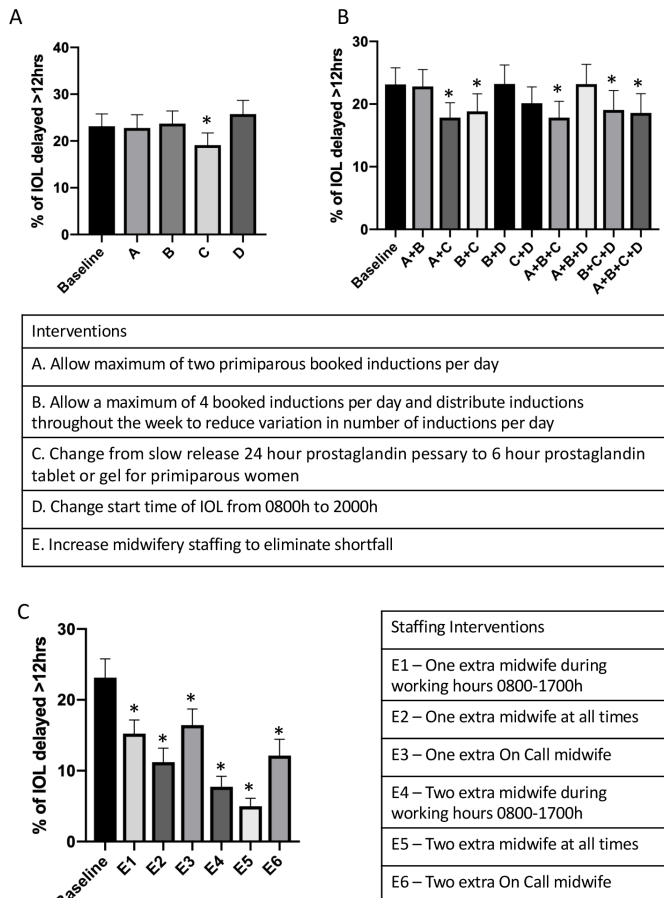 A
B
% of IOL delayed >12hrs
40
30
20
10
0
*
Baseline
A
B
C
D
% of IOL delayed >12hrs
30
20
10
0
* * * * *
Baseline
A+B
A+C
B+C
B+D
C+D
A+B+C
A+B+D
B+C+D
A+B+C+D
Interventions
A. Allow maximum of two primiparous booked inductions per day
B. Allow a maximum of 4 booked inductions per day and distribute inductions
throughout the week to reduce variation in number of inductions per day
C. Change from slow release 24 hour prostaglandin pessary to 6 hour prostaglandin
tablet or gel for primiparous women
D. Change start time of IOL from 0800h to 2000h
E. Increase midwifery staffing to eliminate shortfall
C
% of IOL delayed >12hrs
30
20
10
0
* * * * * *
Baseline
E1
E2
E3
E4
E5
E6
Staffing Interventions
E1 – One extra midwife during
working hours 0800-1700h
E2 – One extra midwife at all times
E3 – One extra On Call midwife
E4 – Two extra midwife during
working hours 0800-1700h
E5 – Two extra midwife at all times
E6 – Two extra On Call midwife